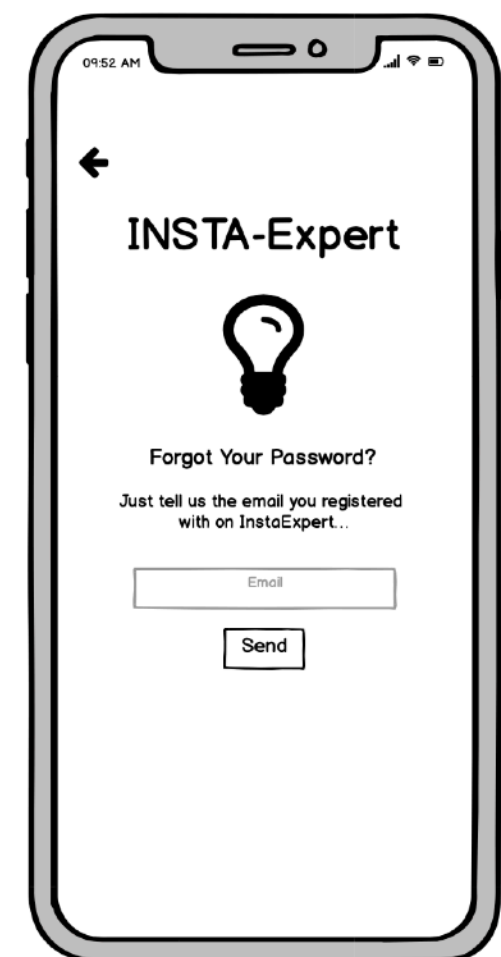 09:52 AM
INSTA-Expert
Forgot Your Password?
Just tell us the email you registered
with on InstaExpert...
Email
Send